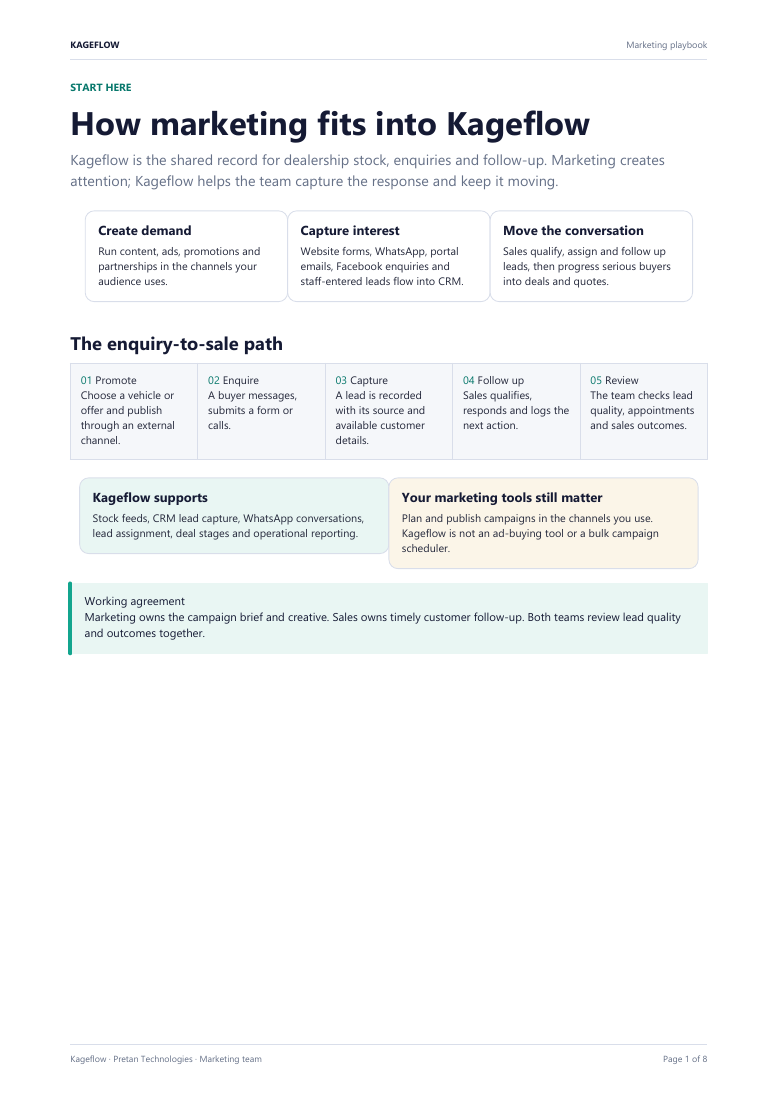 KAGEFLOW
Marketing playbook
START HERE
How marketing fits into Kageflow
Kageflow is the shared record for dealership stock, enquiries and follow-up. Marketing creates
attention; Kageflow helps the team capture the response and keep it moving.
Create demand
Run content, ads, promotions and
partnerships in the channels your
audience uses.
Capture interest
Website forms, WhatsApp, portal
emails, Facebook enquiries and
staff-entered leads flow into CRM.
Move the conversation
Sales qualify, assign and follow up
leads, then progress serious buyers
into deals and quotes.
The enquiry-to-sale path
01 Promote
Choose a vehicle or
offer and publish
through an external
channel.
02 Enquire
A buyer messages,
submits a form or
calls.
03 Capture
A lead is recorded
with its source and
available customer
details.
04 Follow up
Sales qualifies,
responds and logs the
next action.
05 Review
The team checks lead
quality, appointments
and sales outcomes.
Kageflow supports
Stock feeds, CRM lead capture, WhatsApp conversations,
lead assignment, deal stages and operational reporting.
Your marketing tools still matter
Plan and publish campaigns in the channels you use.
Kageflow is not an ad-buying tool or a bulk campaign
scheduler.
Working agreement
Marketing owns the campaign brief and creative. Sales owns timely customer follow-up. Both teams review lead quality
and outcomes together.
Kageflow · Pretan Technologies · Marketing team
Page 1 of 8